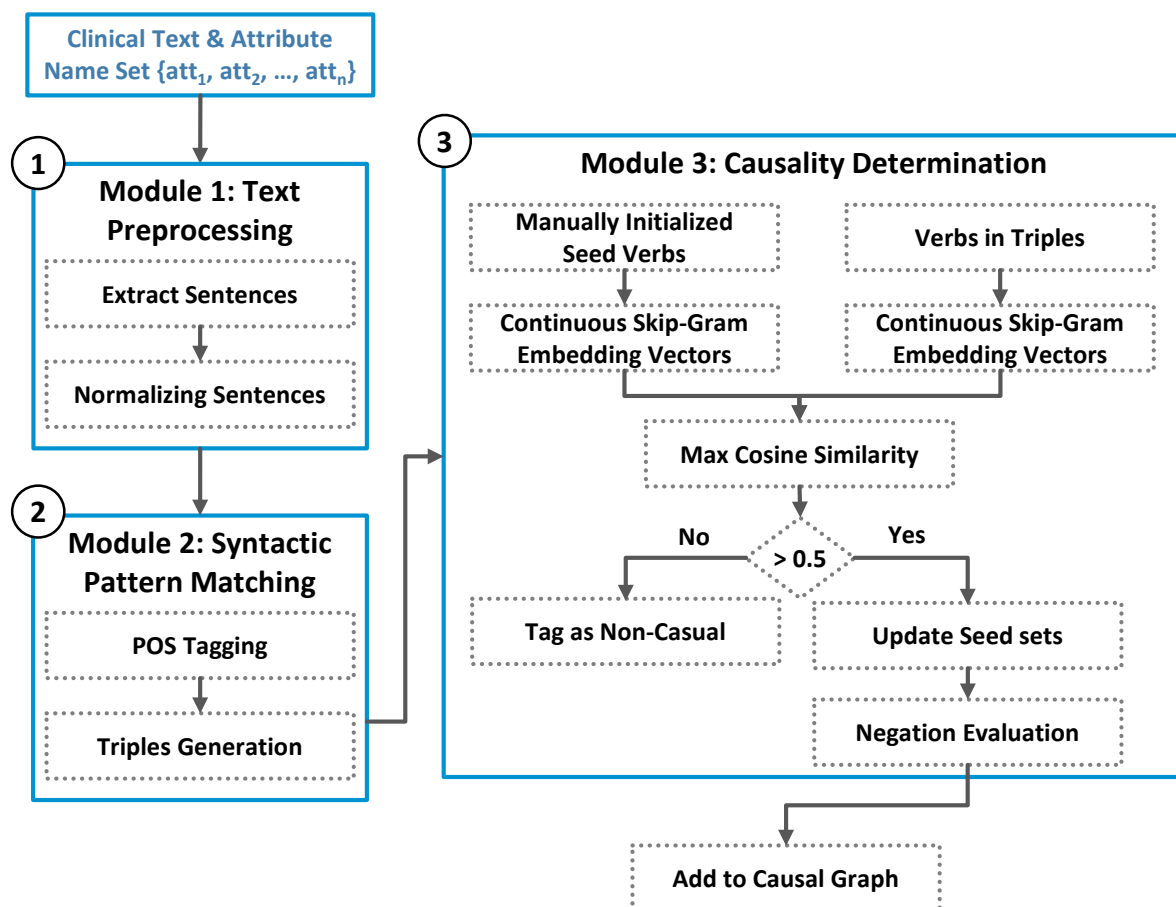 Clinical Text & Attribute
Name Set {att₁, att₂, ..., attₙ}
1
Module 1: Text
Preprocessing
Extract Sentences
Normalizing Sentences
2
Module 2: Syntactic
Pattern Matching
POS Tagging
Triples Generation
3
Module 3: Causality Determination
Manually Initialized
Seed Verbs
Verbs in Triples
Continuous Skip-Gram
Embedding Vectors
Continuous Skip-Gram
Embedding Vectors
Max Cosine Similarity
No
> 0.5
Yes
Tag as Non-Casual
Update Seed sets
Negation Evaluation
Add to Causal Graph